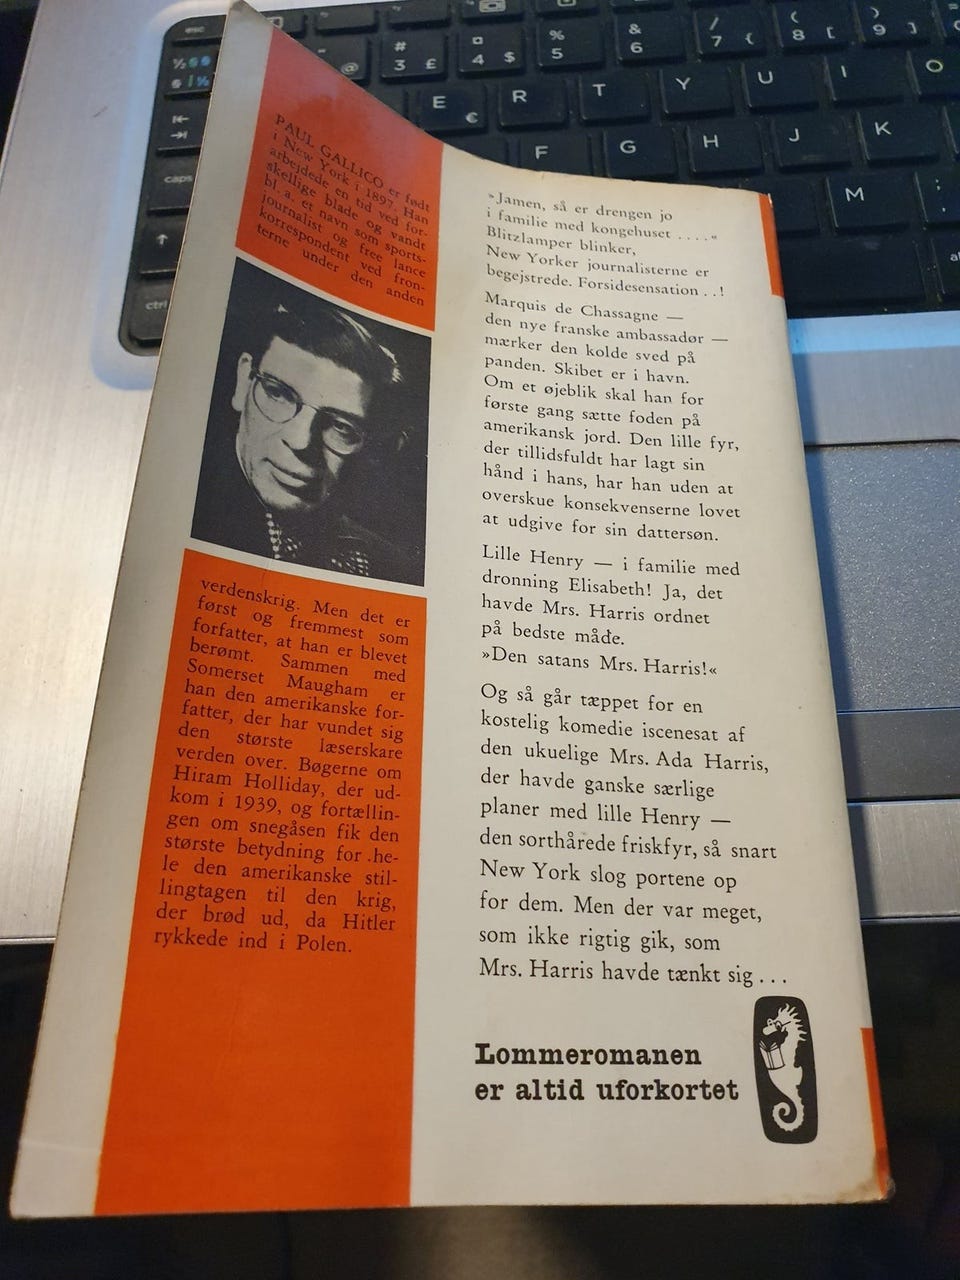 PAUL GALLICO er født
i New York i 1897. Han
arbejdede en tid ved for-
skellige blade og vandt
bl. a. et navn som sports-
journalist og free lance
korrespondent ved fron-
terne under den anden
verdenskrig. Men det er
først og fremmest som
forfatter, at han er blevet
berømt. Sammen med
Somerset Maugham er
han den amerikanske for-
fatter, der har vundet sig
den største læserskare
verden over. Bøgerne om
Hiram Holliday, der ud-
kom i 1939, og fortællin-
gen om snegåsen fik den
største betydning for he-
le den amerikanske stil-
lingtagen til den krig,
der brød ud, da Hitler
rykkede ind i Polen.
»Jamen, så er drengen jo
i familie med kongehuset ....«
Blitzlamper blinker,
New Yorker journalisterne er
begejstrede. Forsidesensation ..!
Marquis de Chassagne —
den nye franske ambassadør —
mærker den kolde sved på
panden. Skibet er i havn.
Om et øjeblik skal han for
første gang sætte foden på
amerikansk jord. Den lille fyr,
der tillidsfuldt har lagt sin
hånd i hans, har han uden at
overskue konsekvenserne lovet
at udgive for sin dattersøn.
Lille Henry — i familie med
dronning Elisabeth! Ja, det
havde Mrs. Harris ordnet
på bedste måde.
»Den satans Mrs. Harris!«
Og så går tæppet for en
kostelig komedie iscenesat af
den ukuelige Mrs. Ada Harris,
der havde ganske særlige
planer med lille Henry —
den sorthårede friskfyr, så snart
New York slog portene op
for dem. Men der var meget,
som ikke rigtig gik, som
Mrs. Harris havde tænkt sig ...
Lommeromanen
er altid uforkortet
esc
# 3 £
¤ 4 $
% 5
& 6
/ 7 {
( 8 [
) 9 ]
@
E €
R
T
Y
U
I
O
caps
F
G
H
J
K
M
ctrl